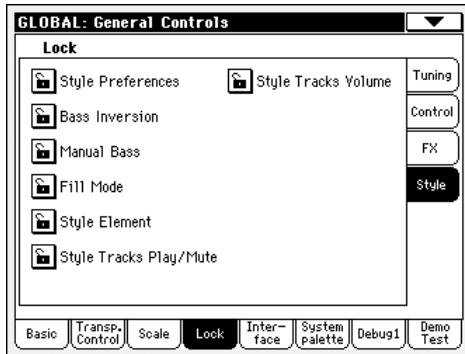 GLOBAL: General Controls
Lock
Style Preferences
Style Tracks Volume
Bass Inversion
Manual Bass
Fill Mode
Style Element
Style Tracks Play/Mute
Tuning
Control
FX
Style
Basic
Transp.
Control
Scale
Lock
Inter-
face
System
palette
Debug1
Demo
Test